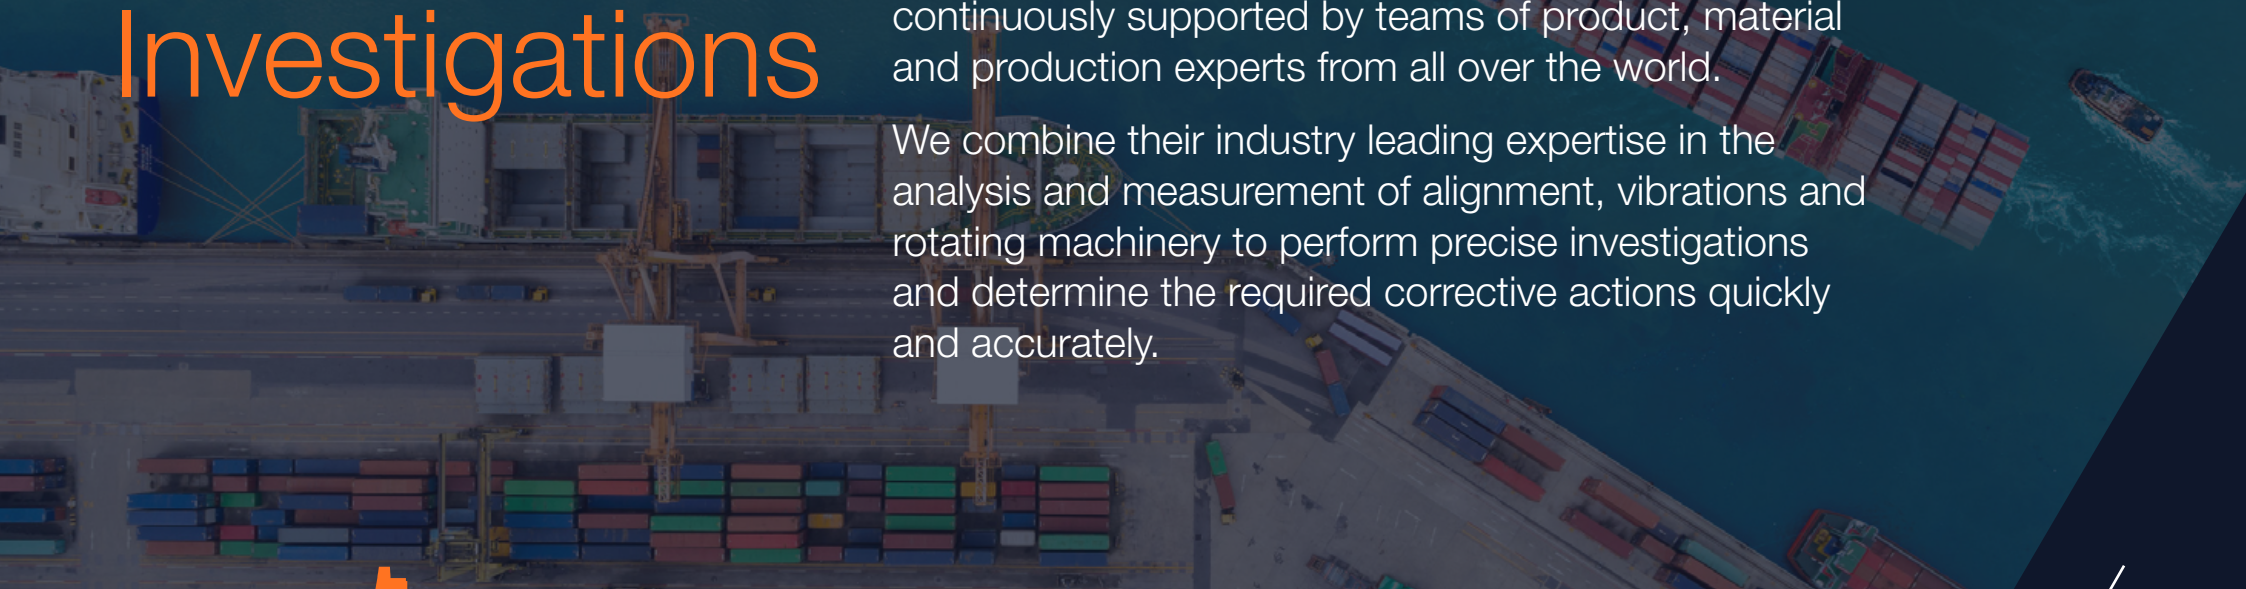 Investigations
continuously supported by teams of product, material
and production experts from all over the world.
We combine their industry leading expertise in the
analysis and measurement of alignment, vibrations and
rotating machinery to perform precise investigations
and determine the required corrective actions quickly
and accurately.